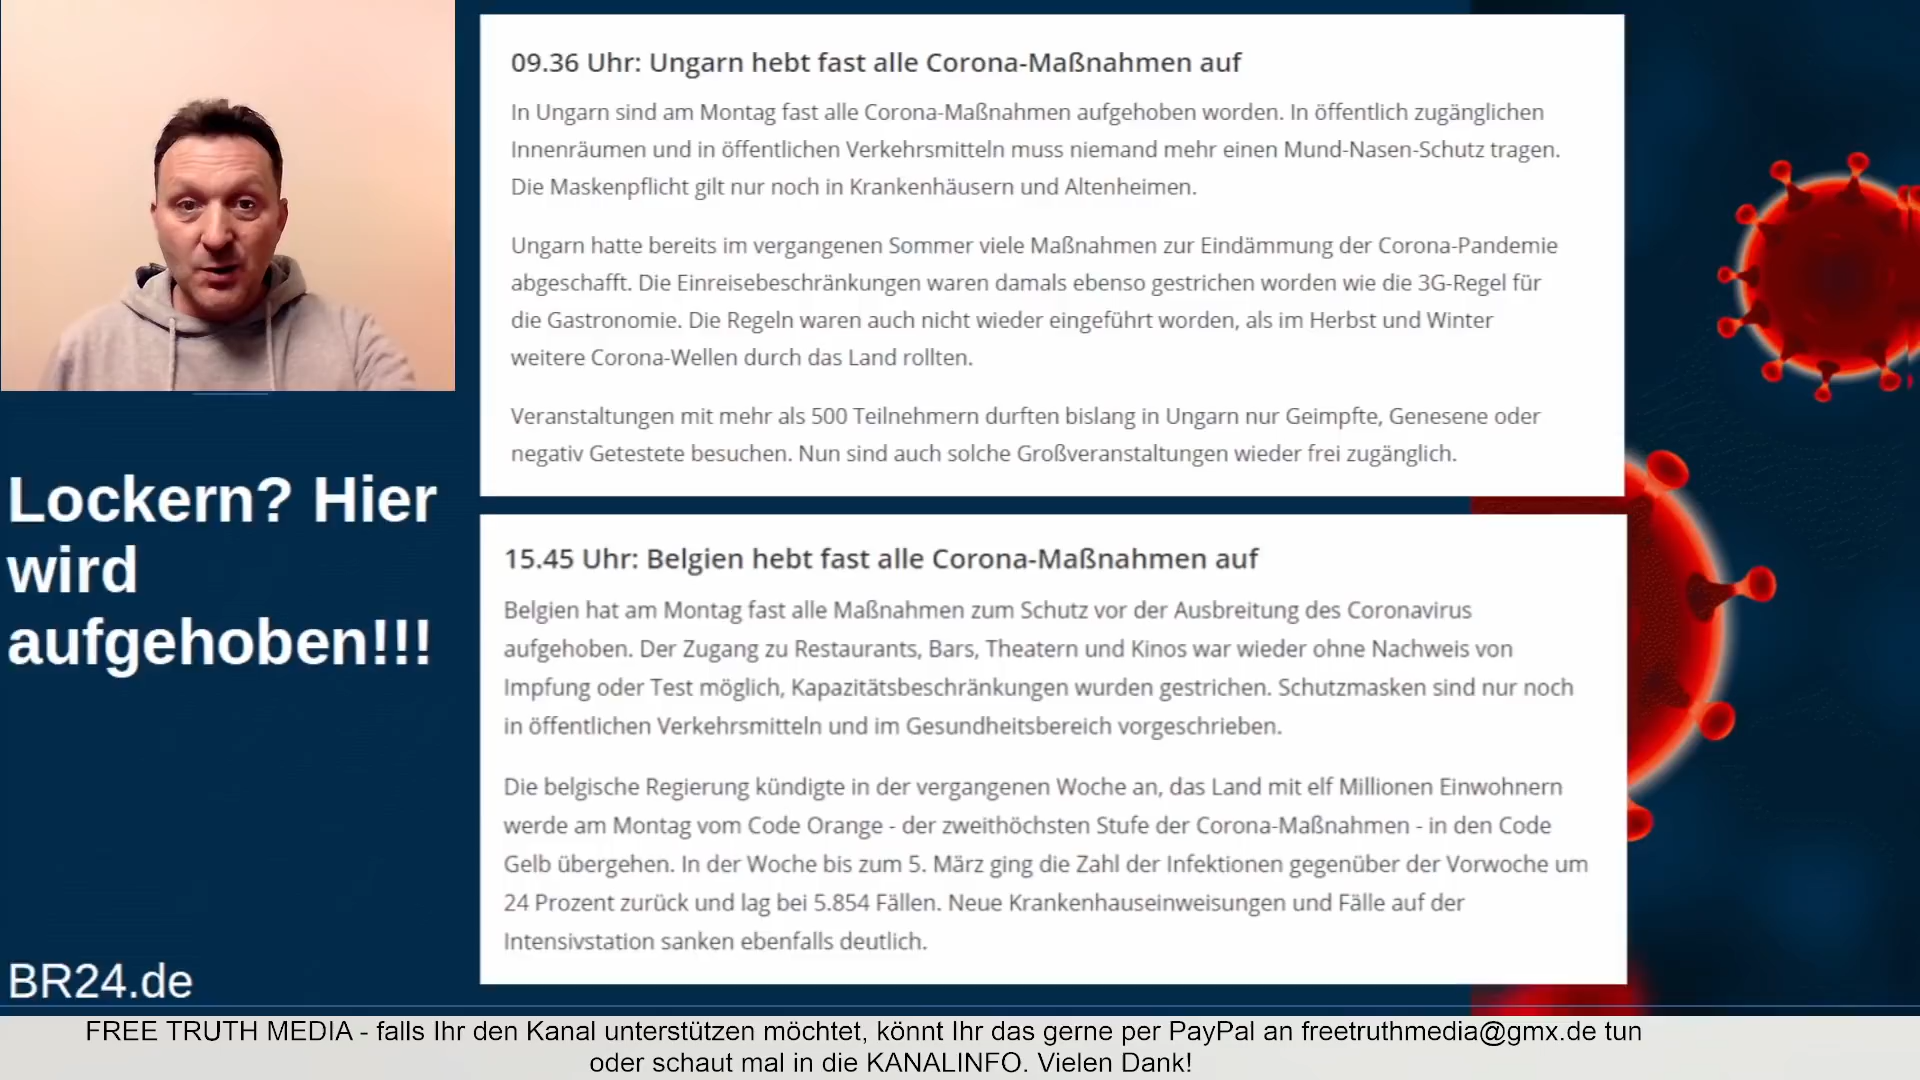 09.36 Uhr: Ungarn hebt fast alle Corona-Maßnahmen auf
In Ungarn sind am Montag fast alle Corona-Maßnahmen aufgehoben worden. In öffentlich zugänglichen
Innenräumen und in öffentlichen Verkehrsmitteln muss niemand mehr einen Mund-Nasen-Schutz tragen.
Die Maskenpflicht gilt nur noch in Krankenhäusern und Altenheimen.
Ungarn hatte bereits im vergangenen Sommer viele Maßnahmen zur Eindämmung der Corona-Pandemie
abgeschafft. Die Einreisebeschränkungen waren damals ebenso gestrichen worden wie die 3G-Regel für
die Gastronomie. Die Regeln waren auch nicht wieder eingeführt worden, als im Herbst und Winter
weitere Corona-Wellen durch das Land rollten.
Veranstaltungen mit mehr als 500 Teilnehmern durften bislang in Ungarn nur Geimpfte, Genesene oder
negativ Getestete besuchen. Nun sind auch solche Großveranstaltungen wieder frei zugänglich.
Lockern? Hier
wird
aufgehoben!!!
15.45 Uhr: Belgien hebt fast alle Corona-Maßnahmen auf
Belgien hat am Montag fast alle Maßnahmen zum Schutz vor der Ausbreitung des Coronavirus
aufgehoben. Der Zugang zu Restaurants, Bars, Theatern und Kinos war wieder ohne Nachweis von
Impfung oder Test möglich, Kapazitätsbeschränkungen wurden gestrichen. Schutzmasken sind nur noch
in öffentlichen Verkehrsmitteln und im Gesundheitsbereich vorgeschrieben.
Die belgische Regierung kündigte in der vergangenen Woche an, das Land mit elf Millionen Einwohnern
werde am Montag vom Code Orange - der zweithöchsten Stufe der Corona-Maßnahmen - in den Code
Gelb übergehen. In der Woche bis zum 5. März ging die Zahl der Infektionen gegenüber der Vorwoche um
24 Prozent zurück und lag bei 5.854 Fällen. Neue Krankenhauseinweisungen und Fälle auf der
Intensivstation sanken ebenfalls deutlich.
BR24.de
FREE TRUTH MEDIA - falls Ihr den Kanal unterstützen möchtet, könnt Ihr das gerne per PayPal an freetruthmedia@gmx.de tun
oder schaut mal in die KANALINFO. Vielen Dank!